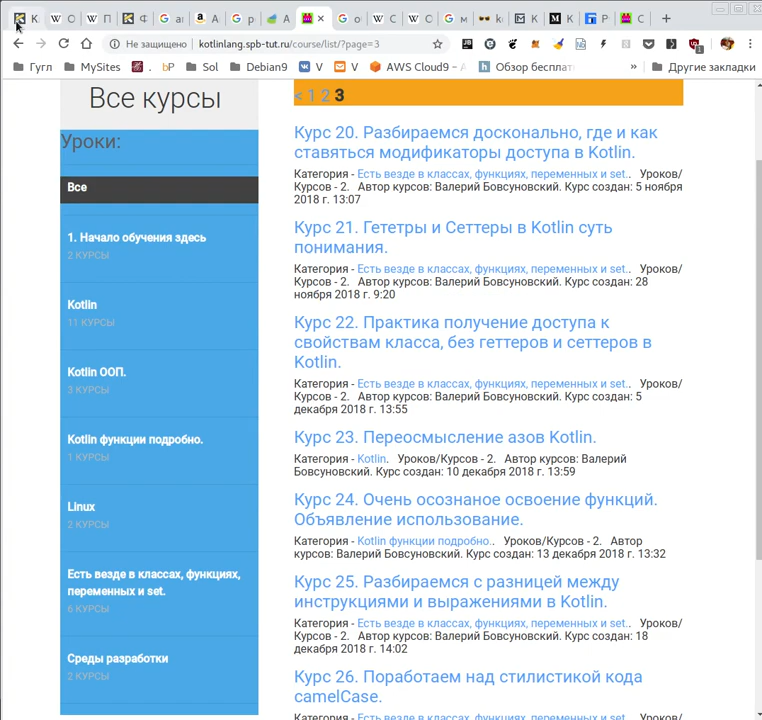 К W О W П К Ф G ал A А G р А А × G о W С W С G м ко М К М К F Р К С
Не защищено | kotlinlang.spb-tut.ru/course/list/?page=3
Гугл MySites . bP Sol Debian9 V V AWS Cloud9 – A Обзор бесплат » Другие закладки
Все курсы
Уроки:
Все
1. Начало обучения здесь
2 КУРСЫ
Kotlin
11 КУРСЫ
Kotlin ООП.
3 КУРСЫ
Kotlin функции подробно.
1 КУРСЫ
Linux
2 КУРСЫ
Есть везде в классах, функциях,
переменных и set.
6 КУРСЫ
Среды разработки
2 КУРСЫ
< 1 2 3
Курс 20. Разбираемся досконально, где и как
ставяться модификаторы доступа в Kotlin.
Категория - Есть везде в классах, функциях, переменных и set.. Уроков/
Курсов - 2. Автор курсов: Валерий Бовсуновский. Курс создан: 5 ноября
2018 г. 13:07
Курс 21. Гететры и Сеттеры в Kotlin суть
понимания.
Категория - Есть везде в классах, функциях, переменных и set.. Уроков/
Курсов - 2. Автор курсов: Валерий Бовсуновский. Курс создан: 28
ноября 2018 г. 9:20
Курс 22. Практика получение доступа к
свойствам класса, без геттеров и сеттеров в
Kotlin.
Категория - Есть везде в классах, функциях, переменных и set.. Уроков/
Курсов - 2. Автор курсов: Валерий Бовсуновский. Курс создан: 5
декабря 2018 г. 13:55
Курс 23. Переосмысление азов Kotlin.
Категория - Kotlin. Уроков/Курсов - 2. Автор курсов: Валерий
Бовсуновский. Курс создан: 10 декабря 2018 г. 13:59
Курс 24. Очень осознаное освоение функций.
Объявление использование.
Категория - Kotlin функции подробно.. Уроков/Курсов - 2. Автор
курсов: Валерий Бовсуновский. Курс создан: 13 декабря 2018 г. 13:32
Курс 25. Разбираемся с разницей между
инструкциями и выражениями в Kotlin.
Категория - Есть везде в классах, функциях, переменных и set.. Уроков/
Курсов - 2. Автор курсов: Валерий Бовсуновский. Курс создан: 18
декабря 2018 г. 14:02
Курс 26. Поработаем над стилистикой кода
camelCase.
Категория - Есть везде в классах, функциях, переменных и set.. Уроков/